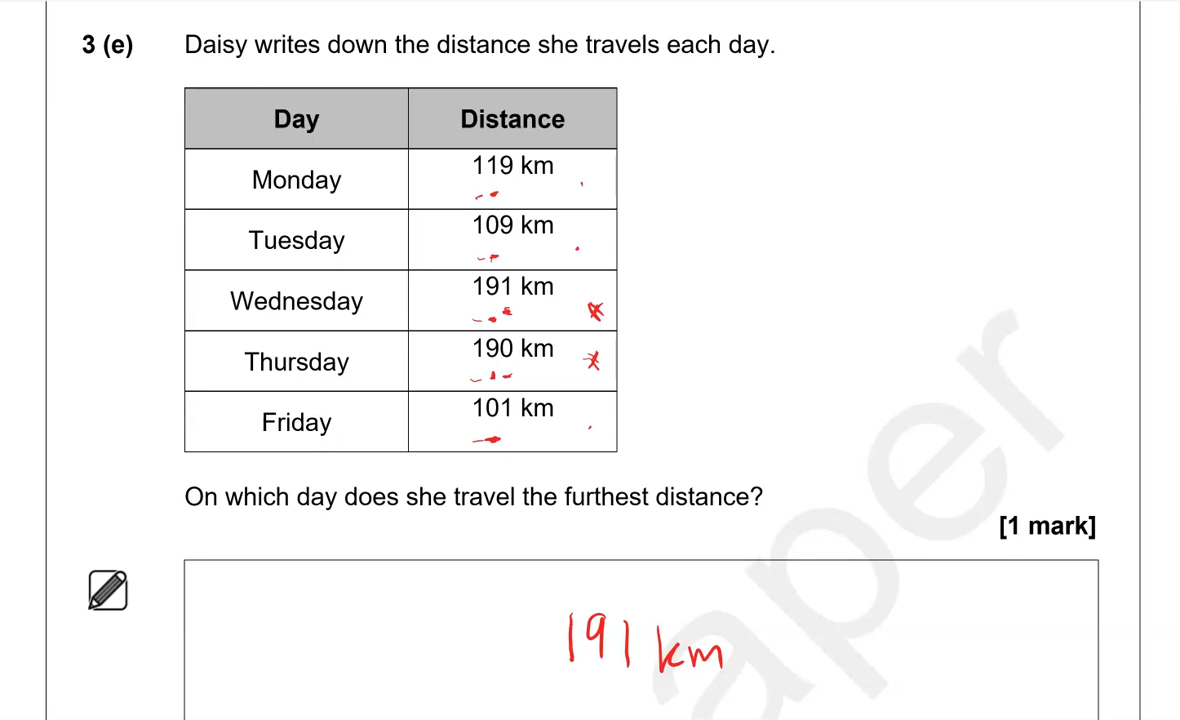 3 (e) Daisy writes down the distance she travels each day.
Day Distance
Monday 119 km
Tuesday 109 km
Wednesday 191 km
Thursday 190 km
Friday 101 km
On which day does she travel the furthest distance?
[1 mark]
191 km
aper